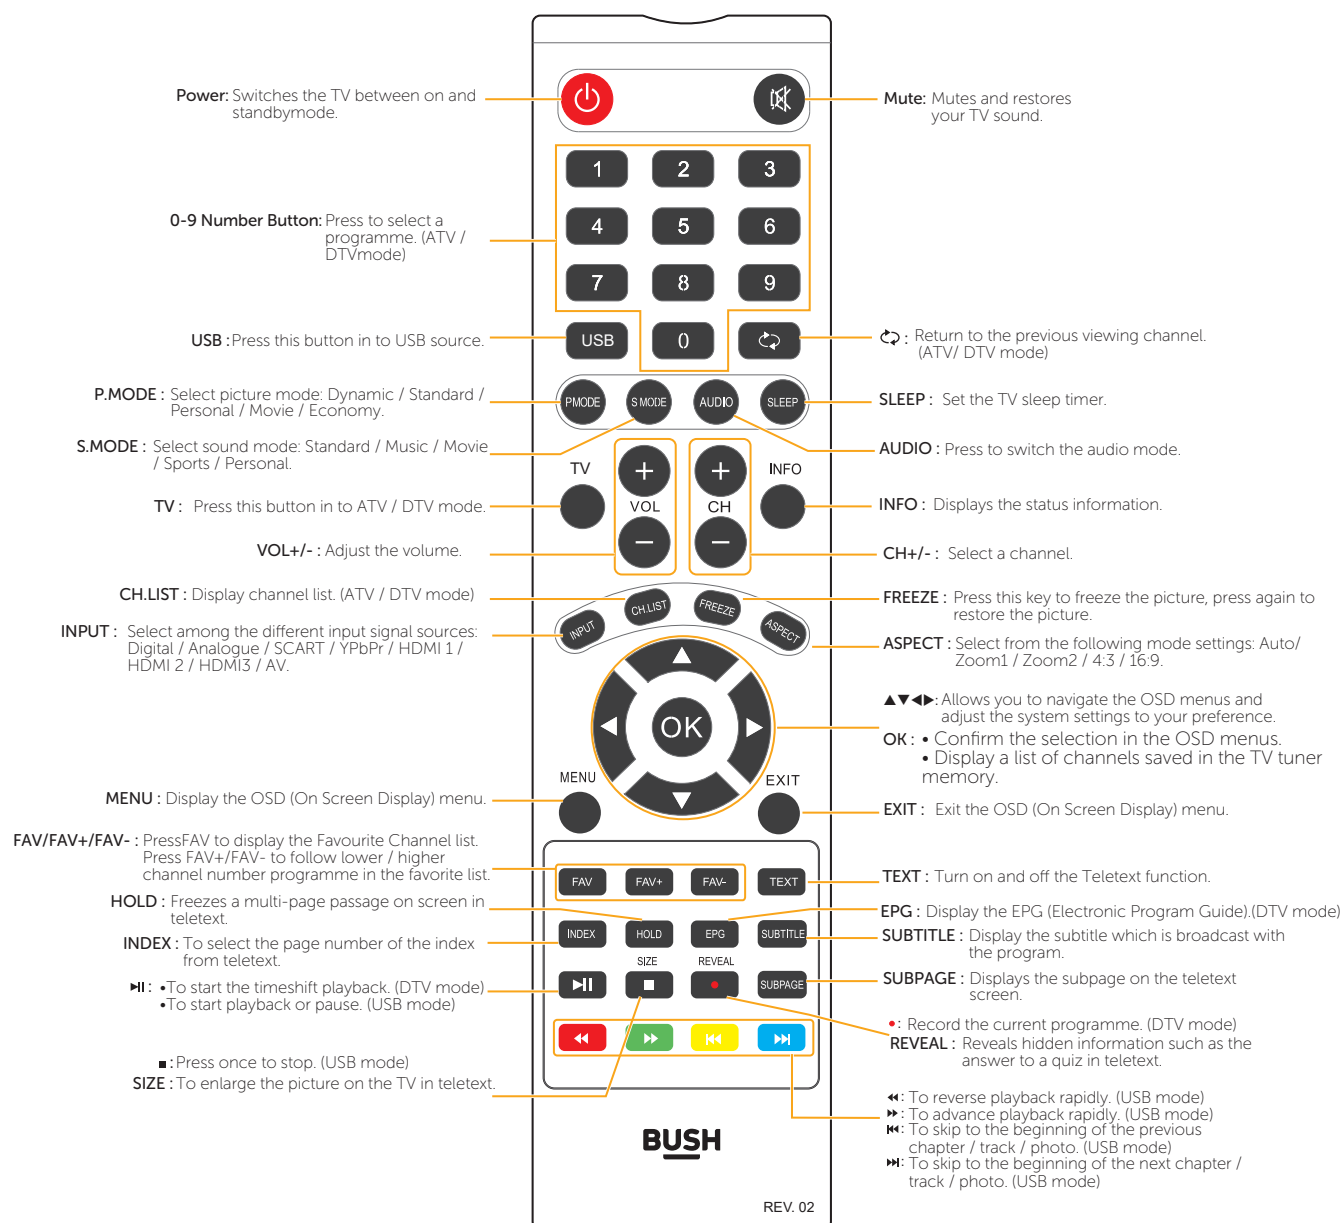 Power: Switches the TV between on and
standbymode.
Mute: Mutes and restores
your TV sound.
1 2 3
0-9 Number Button: Press to select a
programme. (ATV /
DTVmode)
4 5 6
7 8 9
USB : Press this button in to USB source.
USB 0
: Return to the previous viewing channel.
(ATV/ DTV mode)
P.MODE : Select picture mode: Dynamic / Standard /
Personal / Movie / Economy.
PMODE S MODE AUDIO SLEEP
SLEEP : Set the TV sleep timer.
S.MODE : Select sound mode: Standard / Music / Movie
/ Sports / Personal.
AUDIO : Press to switch the audio mode.
TV + + INFO
TV : Press this button in to ATV / DTV mode.
VOL CH
INFO : Displays the status information.
VOL+/- : Adjust the volume.
− −
CH+/- : Select a channel.
CH.LIST : Display channel list. (ATV / DTV mode)
INPUT CH.LIST FREEZE ASPECT
FREEZE : Press this key to freeze the picture, press again to
restore the picture.
INPUT : Select among the different input signal sources:
Digital / Analogue / SCART / YPbPr / HDMI 1 /
HDMI 2 / HDMI3 / AV.
ASPECT : Select from the following mode settings: Auto/
Zoom1 / Zoom2 / 4:3 / 16:9.
▲▼◀▶: Allows you to navigate the OSD menus and
adjust the system settings to your preference.
OK
OK : • Confirm the selection in the OSD menus.
• Display a list of channels saved in the TV tuner
memory.
MENU EXIT
MENU : Display the OSD (On Screen Display) menu.
EXIT : Exit the OSD (On Screen Display) menu.
FAV/FAV+/FAV- : PressFAV to display the Favourite Channel list.
Press FAV+/FAV- to follow lower / higher
channel number programme in the favorite list.
FAV FAV+ FAV- TEXT
TEXT : Turn on and off the Teletext function.
HOLD : Freezes a multi-page passage on screen in
teletext.
EPG : Display the EPG (Electronic Program Guide).(DTV mode)
INDEX HOLD EPG SUBTITLE
INDEX : To select the page number of the index
from teletext.
SUBTITLE : Display the subtitle which is broadcast with
the program.
SIZE REVEAL
SUBPAGE
▶II : •To start the timeshift playback. (DTV mode)
•To start playback or pause. (USB mode)
SUBPAGE : Displays the subpage on the teletext
screen.
•: Record the current programme. (DTV mode)
REVEAL : Reveals hidden information such as the
answer to a quiz in teletext.
■ : Press once to stop. (USB mode)
SIZE : To enlarge the picture on the TV in teletext.
◀◀ : To reverse playback rapidly. (USB mode)
▶▶ : To advance playback rapidly. (USB mode)
I◀◀ : To skip to the beginning of the previous
chapter / track / photo. (USB mode)
▶▶I : To skip to the beginning of the next chapter /
track / photo. (USB mode)
BUSH
REV. 02